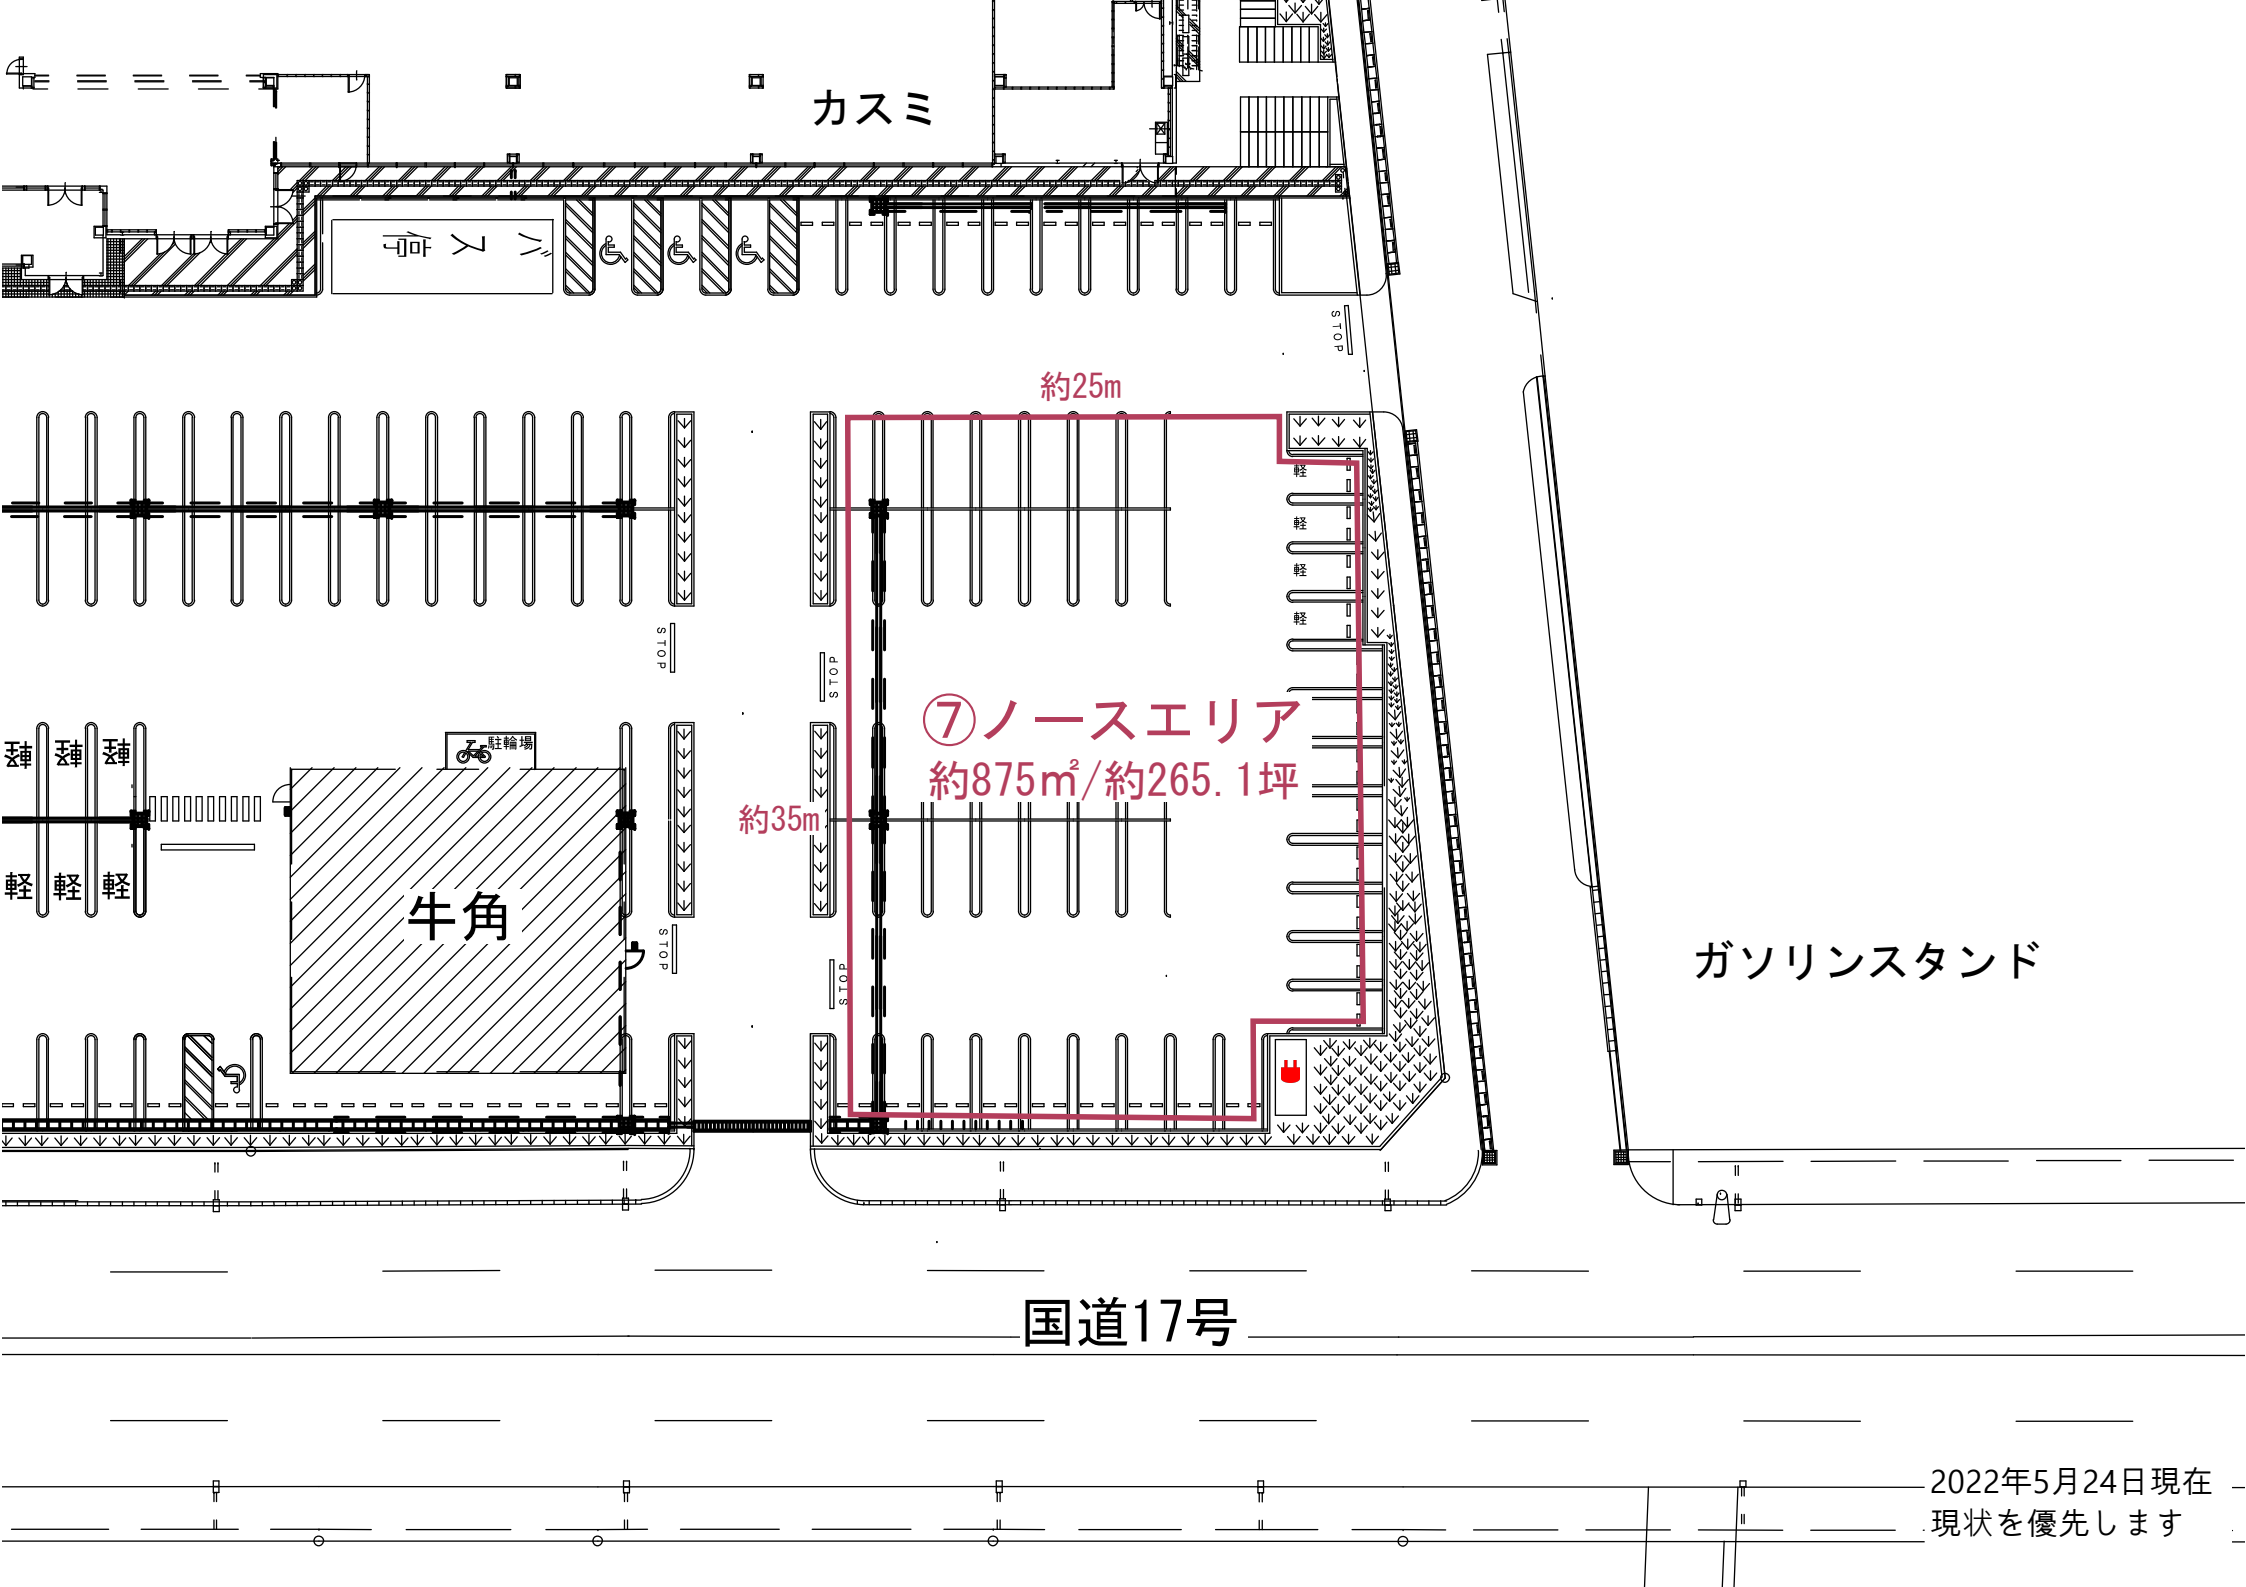 カスミ
バス停
STOP
約25m
軽
軽
軽
軽
STOP
STOP
⑦ノースエリア
約875㎡/約265.1坪
約35m
軽 軽 軽
駐輪場
軽 軽 軽
牛角
STOP
STOP
ガソリンスタンド
国道17号
2022年5月24日現在
現状を優先します